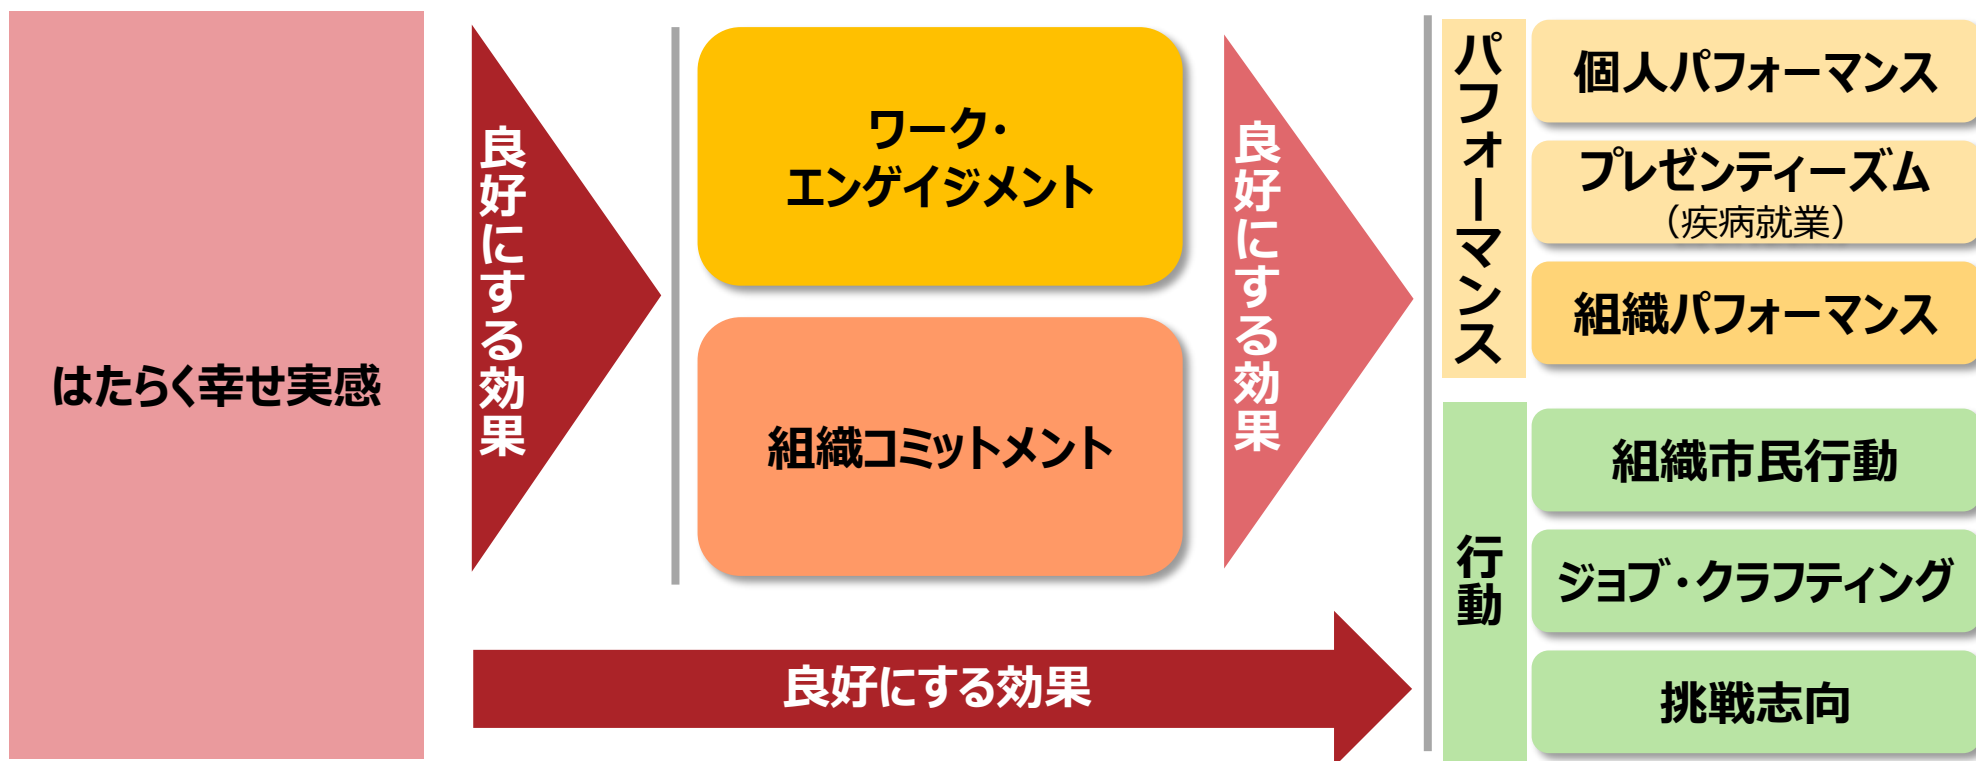 はたらく幸せ実感
良好にする効果
ワーク・
エンゲイジメント
組織コミットメント
良好にする効果
良好にする効果
パフォーマンス
個人パフォーマンス
プレゼンティーズム
（疾病就業）
組織パフォーマンス
行動
組織市民行動
ジョブ・クラフティング
挑戦志向